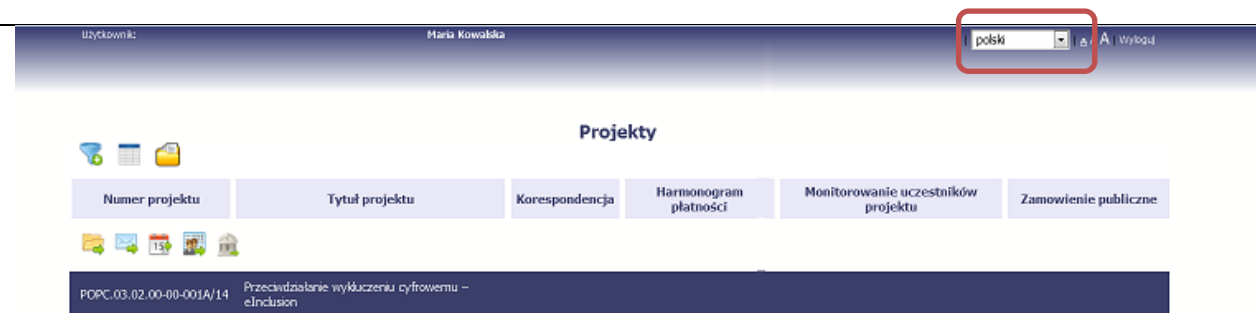 Użytkownik: Maria Kowalska | polski | A A | Wyloguj
Projekty
Numer projektu Tytuł projektu Korespondencja Harmonogram płatności Monitorowanie uczestników projektu Zamowienie publiczne
15
POPC.03.02.00-00-001A/14 Przeciwdziałanie wykluczeniu cyfrowemu –
eInclusion